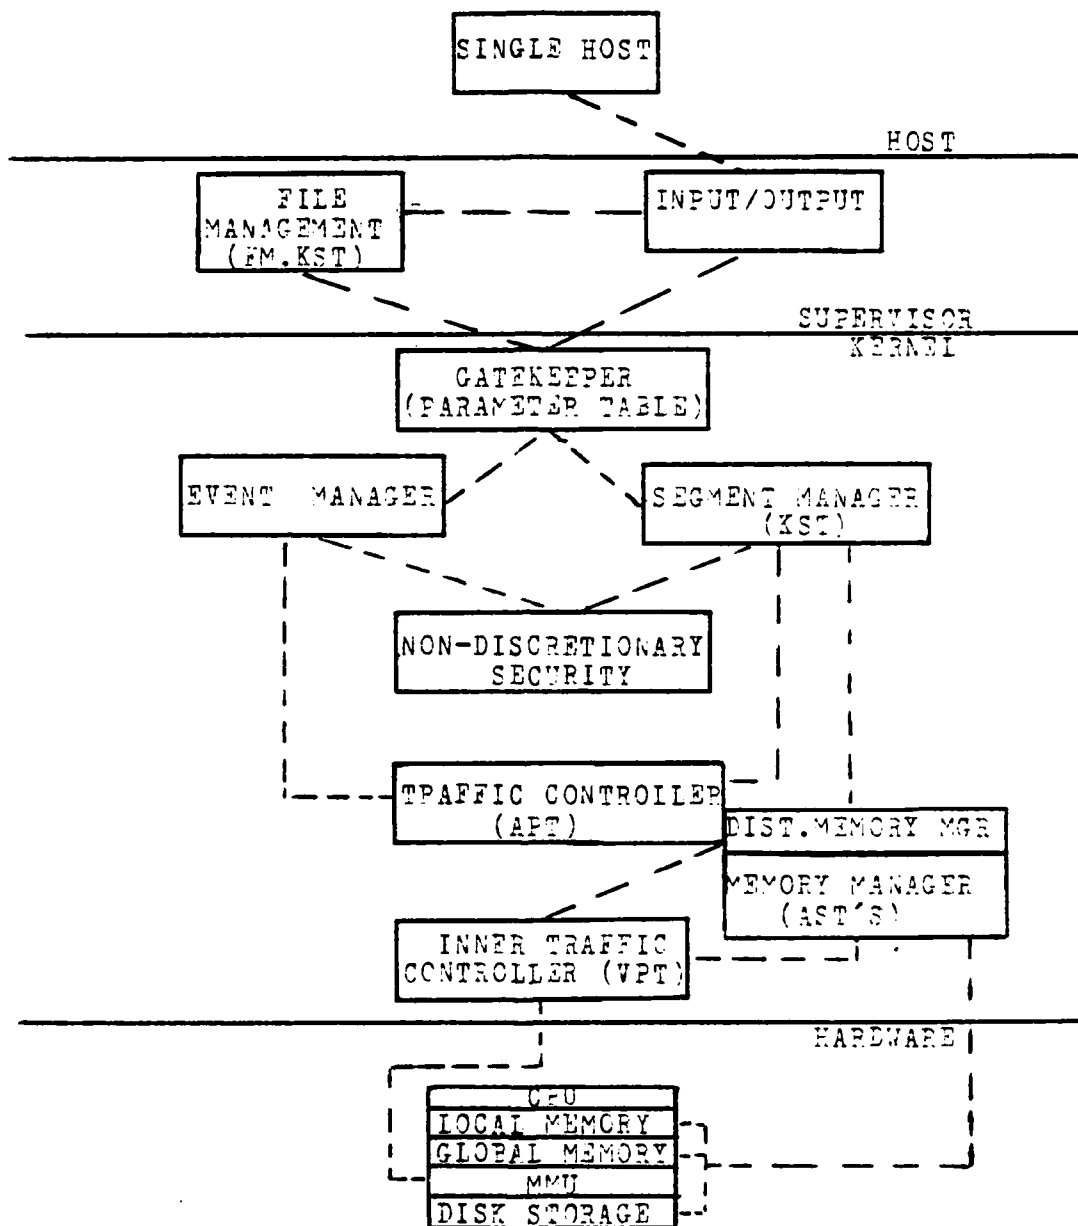 SINGLE HOST
HOST
FILE
MANAGEMENT
(FM.KST)
INPUT/OUTPUT
SUPERVISOR
KERNEL
GATEKEEPER
(PARAMETER TABLE)
EVENT MANAGER
SEGMENT MANAGER
(KST)
NON-DISCRETIONARY
SECURITY
TRAFFIC CONTROLLER
(APT)
DIST.MEMORY MGR
MEMORY MANAGER
(AST'S)
INNER TRAFFIC
CONTROLLER (VPT)
HARDWARE
CPU
LOCAL MEMORY
GLOBAL MEMORY
MMU
DISK STORAGE